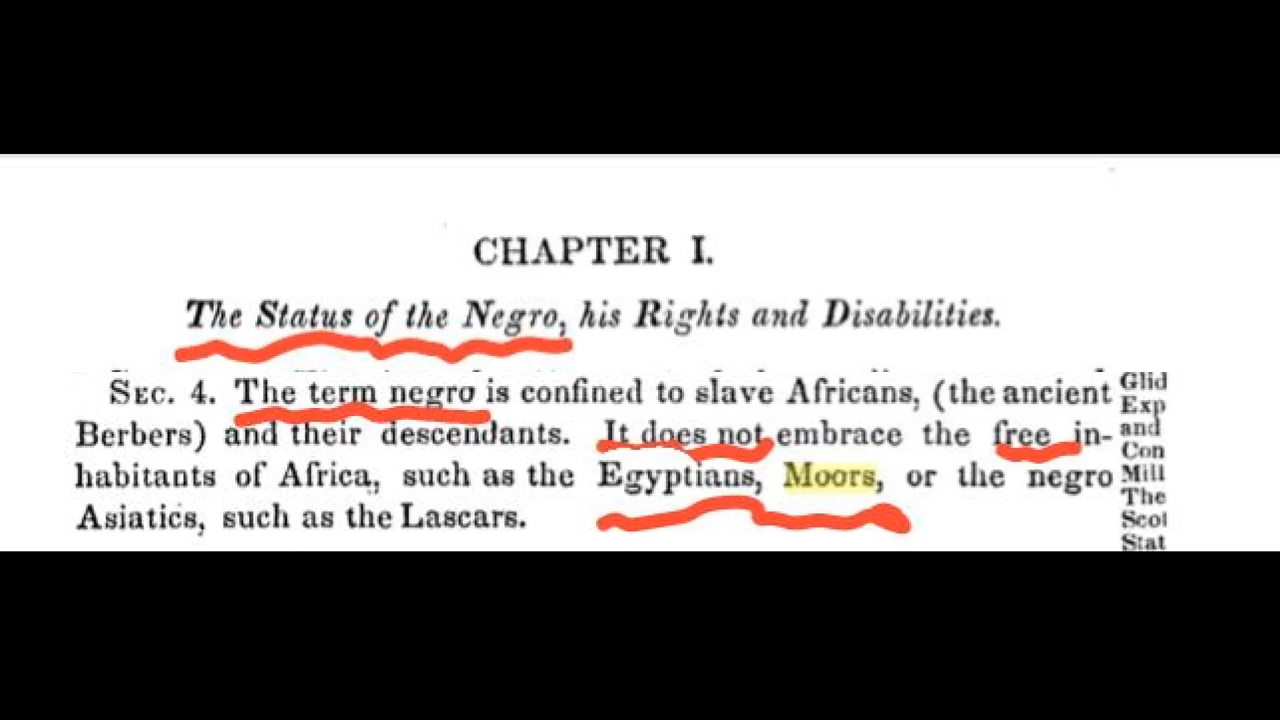 CHAPTER I.
The Status of the Negro, his Rights and Disabilities.
SEC. 4. The term negro is confined to slave Africans, (the ancient
Berbers) and their descendants. It does not embrace the free in-
habitants of Africa, such as the Egyptians, Moors, or the negro
Asiatics, such as the Lascars.
Glid
Exp
and
Con
Mill
The
Scot
Stat